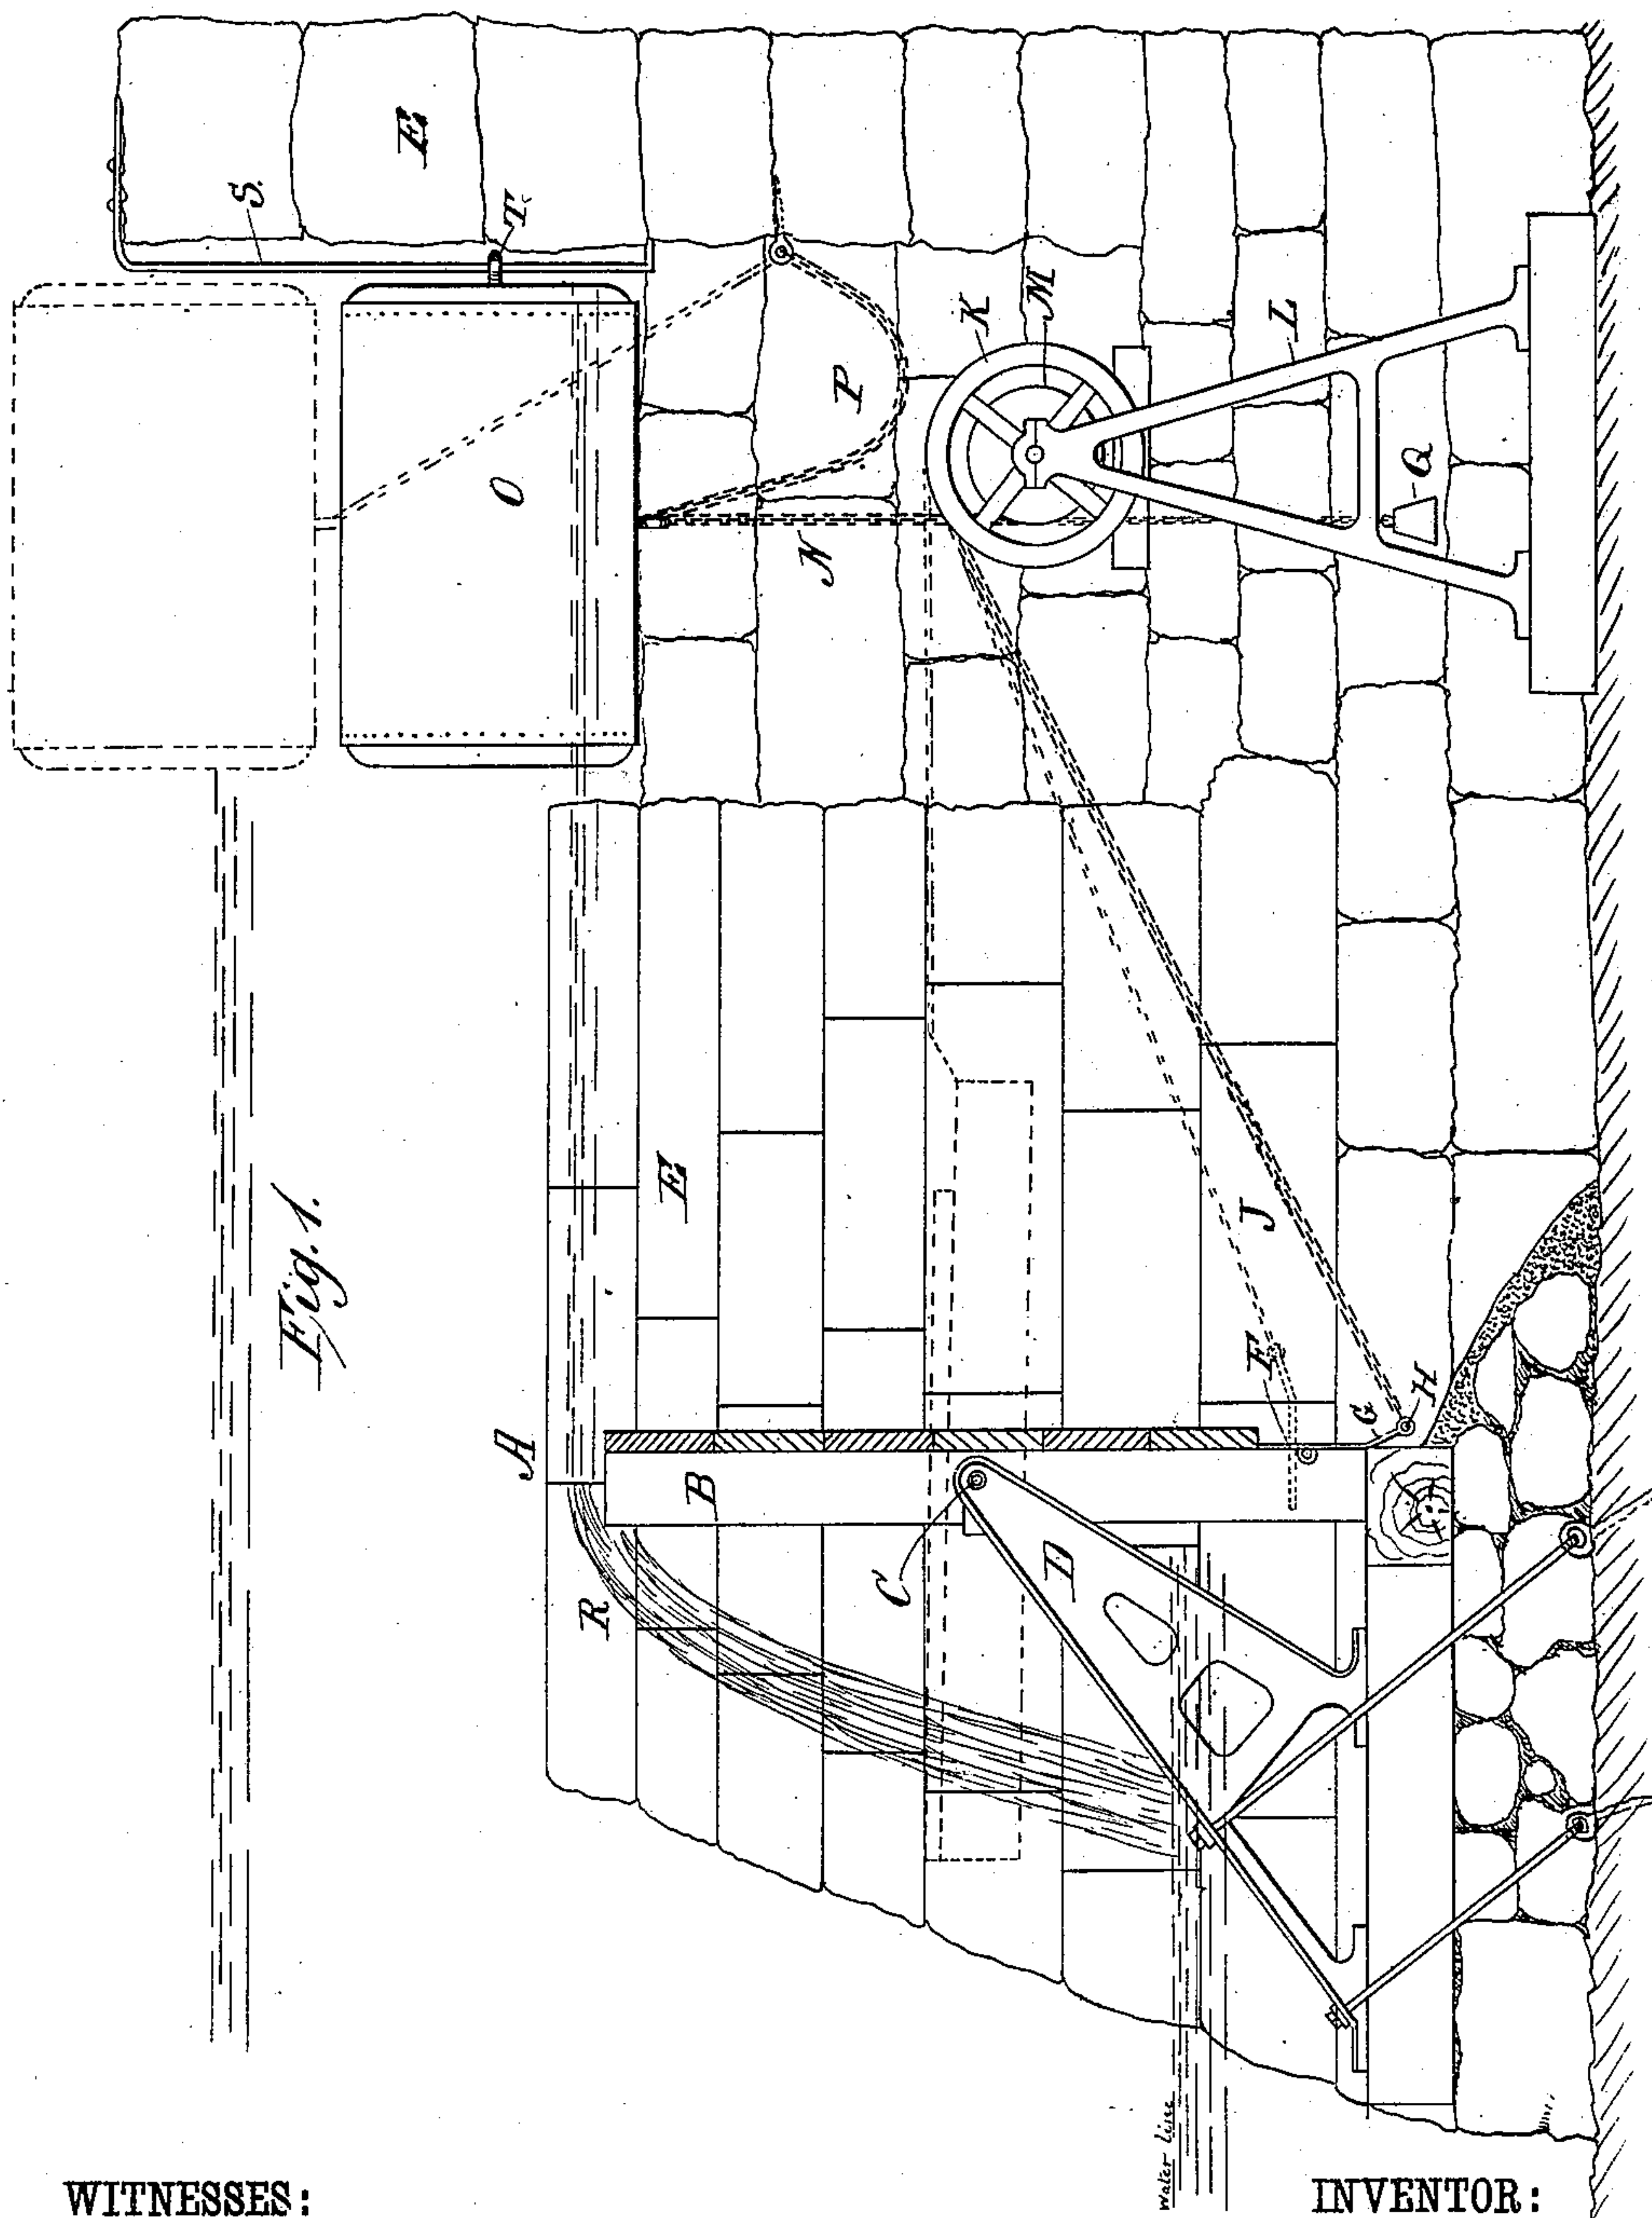 Fig. 1.
E
S.
T.
O
P
K
M
N
L
Q
A
E
B
R
C
D
F
J
G
H
Water Line
WITNESSES:
INVENTOR: